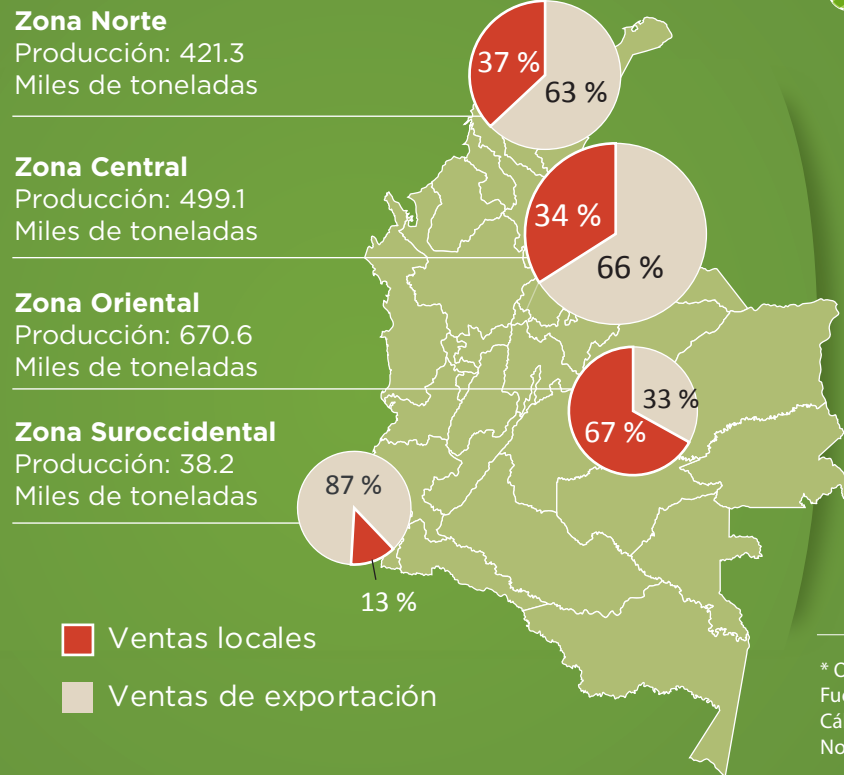 Zona Norte
Producción: 421.3
Miles de toneladas
37 %
63 %
Zona Central
Producción: 499.1
Miles de toneladas
34 %
66 %
Zona Oriental
Producción: 670.6
Miles de toneladas
33 %
67 %
Zona Suroccidental
Producción: 38.2
Miles de toneladas
87 %
13 %
Ventas locales
Ventas de exportación
*